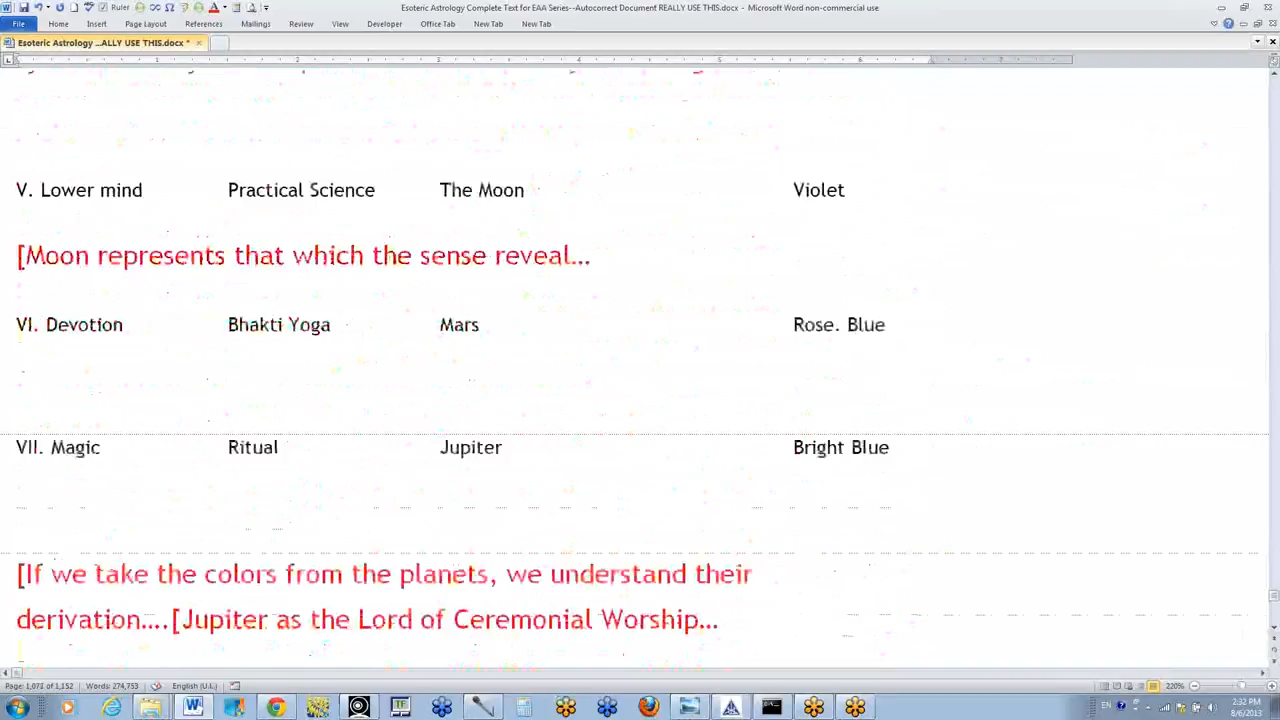 Esoteric Astrology Complete Text for EAA Series--Autocorrect Document REALLY USE THIS.docx - Microsoft Word non-commercial use
Ruler
File Home Insert Page Layout References Mailings Review View Developer Office Tab New Tab New Tab
Esoteric Astrology ...ALLY USE THIS.docx *
V. Lower mind Practical Science The Moon Violet
[Moon represents that which the sense reveal...
VI. Devotion Bhakti Yoga Mars Rose. Blue
VII. Magic Ritual Jupiter Bright Blue
[If we take the colors from the planets, we understand their
derivation....[Jupiter as the Lord of Ceremonial Worship...
Words: 274,753 English (U.S.) 220%
2:32 PM
8/6/2013